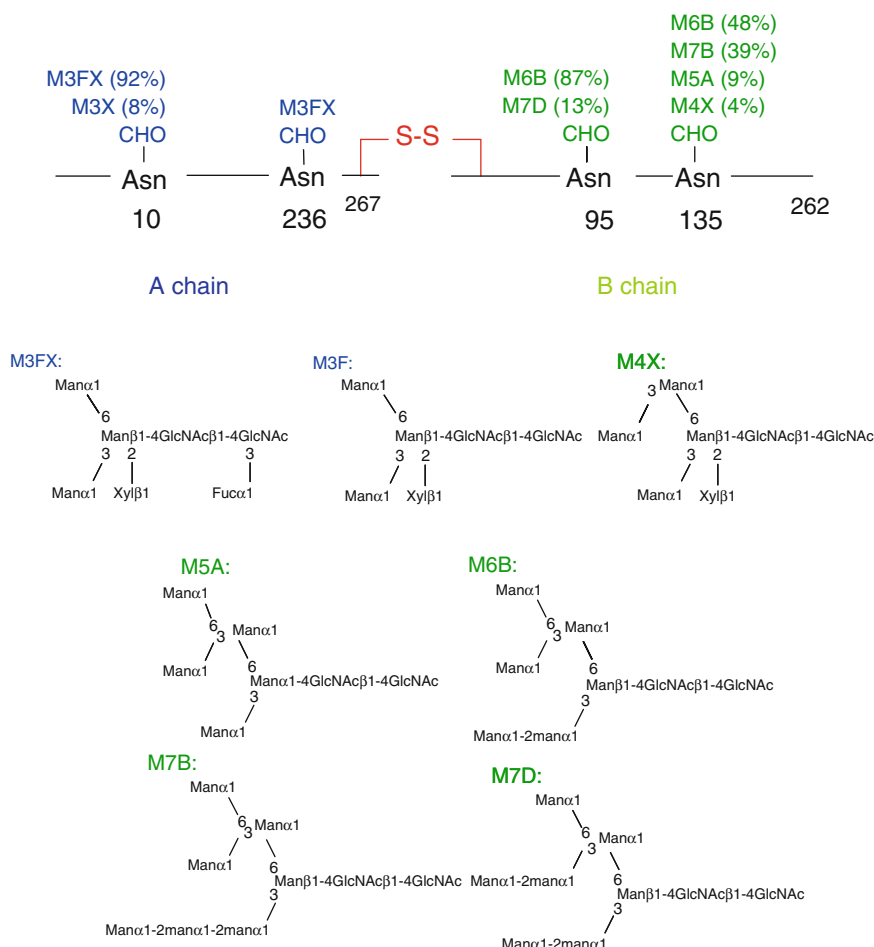 M6B (48%)
M7B (39%)
M5A (9%)
M4X (4%)
M3FX (92%)
M3X (8%)
M3FX
M6B (87%)
M7D (13%)
CHO
CHO
CHO
CHO
S-S
Asn
Asn
Asn
Asn
10
236
267
95
135
262
A chain
B chain
M3FX:
Manα1
6
Manβ1-4GlcNAcβ1-4GlcNAc
3 2 3
Manα1 Xylβ1 Fucα1
M3F:
Manα1
6
Manβ1-4GlcNAcβ1-4GlcNAc
3 2
Manα1 Xylβ1
M4X:
3 Manα1
6
Manα1
Manβ1-4GlcNAcβ1-4GlcNAc
3 2
Manα1 Xylβ1
M5A:
Manα1
6
3 Manα1
Manα1
6
Manα1-4GlcNAcβ1-4GlcNAc
3
Manα1
M6B:
Manα1
6
3 Manα1
Manα1
6
Manβ1-4GlcNAcβ1-4GlcNAc
3
Manα1-2manα1
M7B:
Manα1
6
3 Manα1
Manα1
6
Manβ1-4GlcNAcβ1-4GlcNAc
3
Manα1-2manα1-2manα1
M7D:
Manα1
6
3 Manα1
Manα1-2manα1
6
Manβ1-4GlcNAcβ1-4GlcNAc
3
Manα1-2manα1